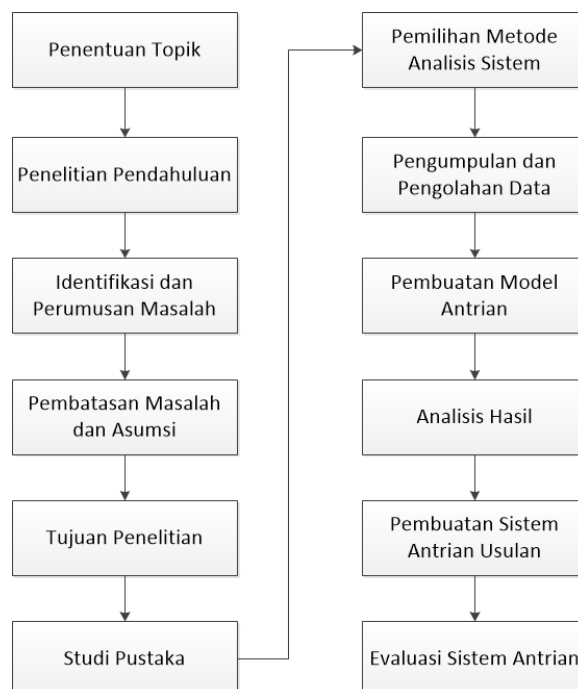 Penentuan Topik
Penelitian Pendahuluan
Identifikasi dan
Perumusan Masalah
Pembatasan Masalah
dan Asumsi
Tujuan Penelitian
Studi Pustaka
Pemilihan Metode
Analisis Sistem
Pengumpulan dan
Pengolahan Data
Pembuatan Model
Antrian
Analisis Hasil
Pembuatan Sistem
Antrian Usulan
Evaluasi Sistem Antrian